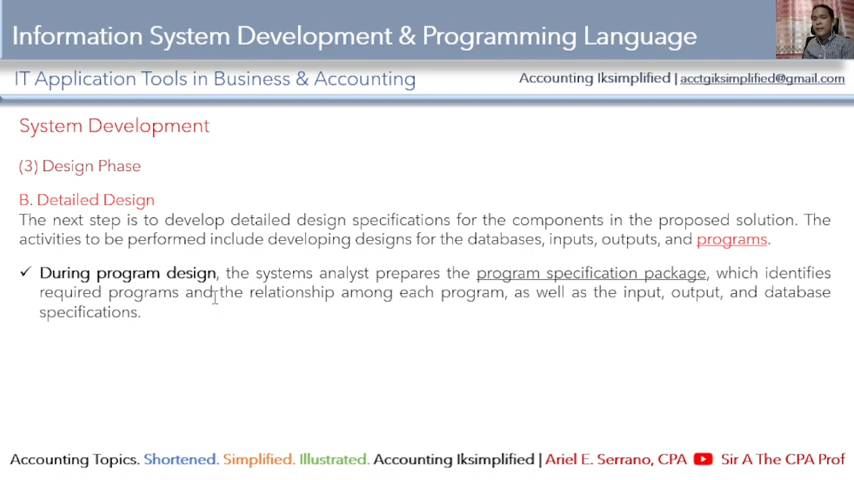 Information System Development & Programming Language
IT Application Tools in Business & Accounting
Accounting Iksimplified | acctgiksimplified@gmail.com
System Development
(3) Design Phase
B. Detailed Design
The next step is to develop detailed design specifications for the components in the proposed solution. The
activities to be performed include developing designs for the databases, inputs, outputs, and programs.
✓ During program design, the systems analyst prepares the program specification package, which identifies
required programs and the relationship among each program, as well as the input, output, and database
specifications.
Accounting Topics. Shortened. Simplified. Illustrated. Accounting Iksimplified | Ariel E. Serrano, CPA Sir A The CPA Prof